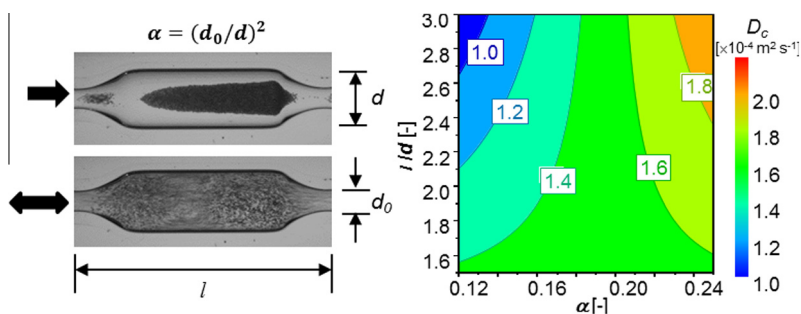 α = (d₀/d)²
d
d₀
l
l/d [-]
3.0
2.8
2.6
2.4
2.2
2.0
1.8
1.6
1.0
1.2
1.4
1.6
1.8
0.12
0.16
0.20
0.24
α[-]
D_c
[×10⁻⁴ m² s⁻¹]
2.0
1.8
1.6
1.4
1.2
1.0